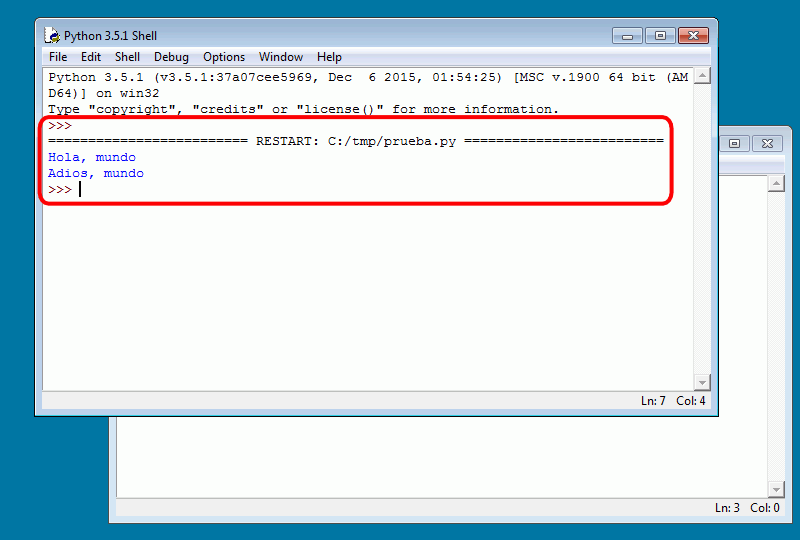 Python 3.5.1 Shell
File Edit Shell Debug Options Window Help
Python 3.5.1 (v3.5.1:37a07cee5969, Dec  6 2015, 01:54:25) [MSC v.1900 64 bit (AM
D64)] on win32
Type "copyright", "credits" or "license()" for more information.
>>>
========================= RESTART: C:/tmp/prueba.py =========================
Hola, mundo
Adios, mundo
>>>
Ln: 7 Col: 4
Ln: 3 Col: 0